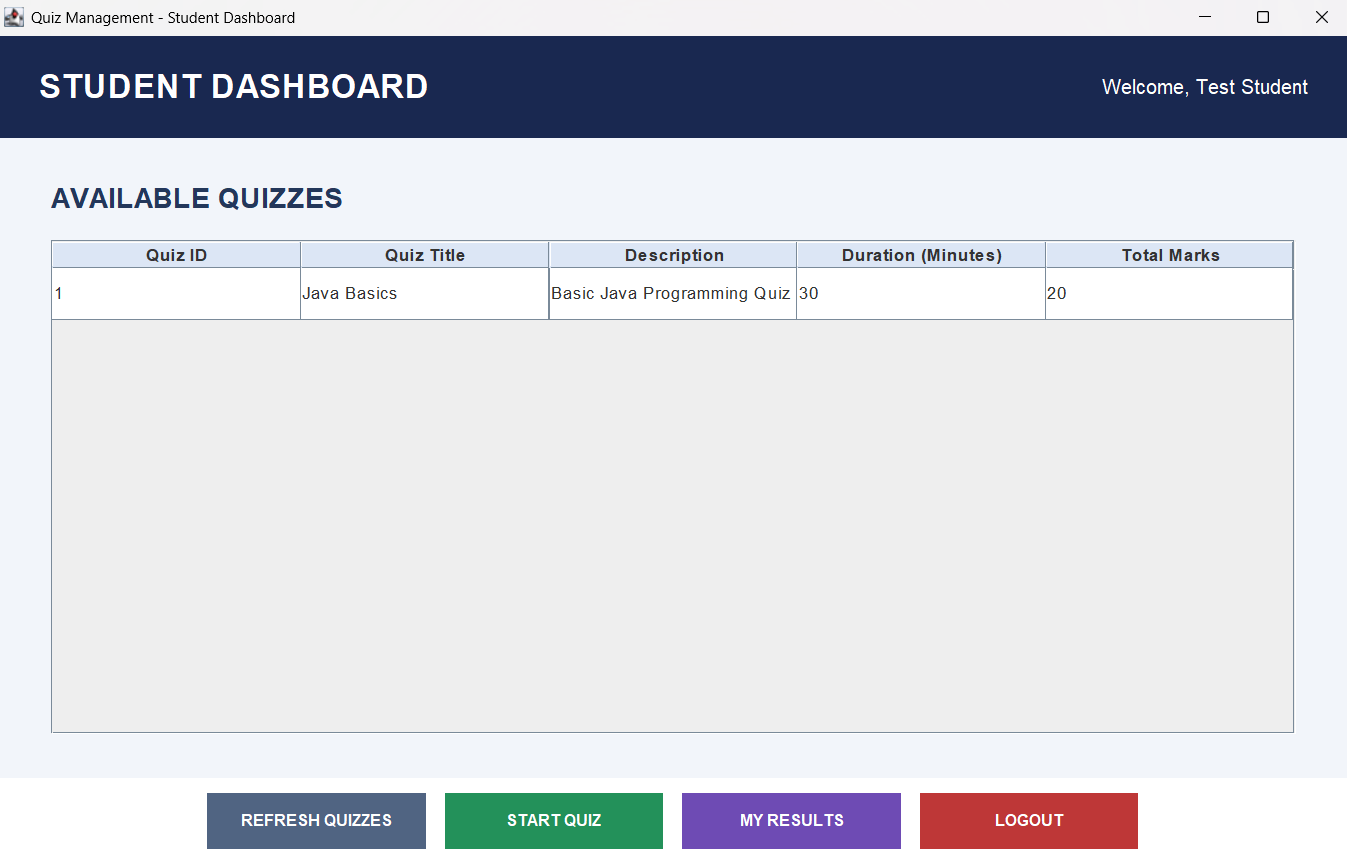 Quiz Management - Student Dashboard
STUDENT DASHBOARD
Welcome, Test Student
AVAILABLE QUIZZES
Quiz ID Quiz Title Description Duration (Minutes) Total Marks
1 Java Basics Basic Java Programming Quiz 30 20
REFRESH QUIZZES START QUIZ MY RESULTS LOGOUT